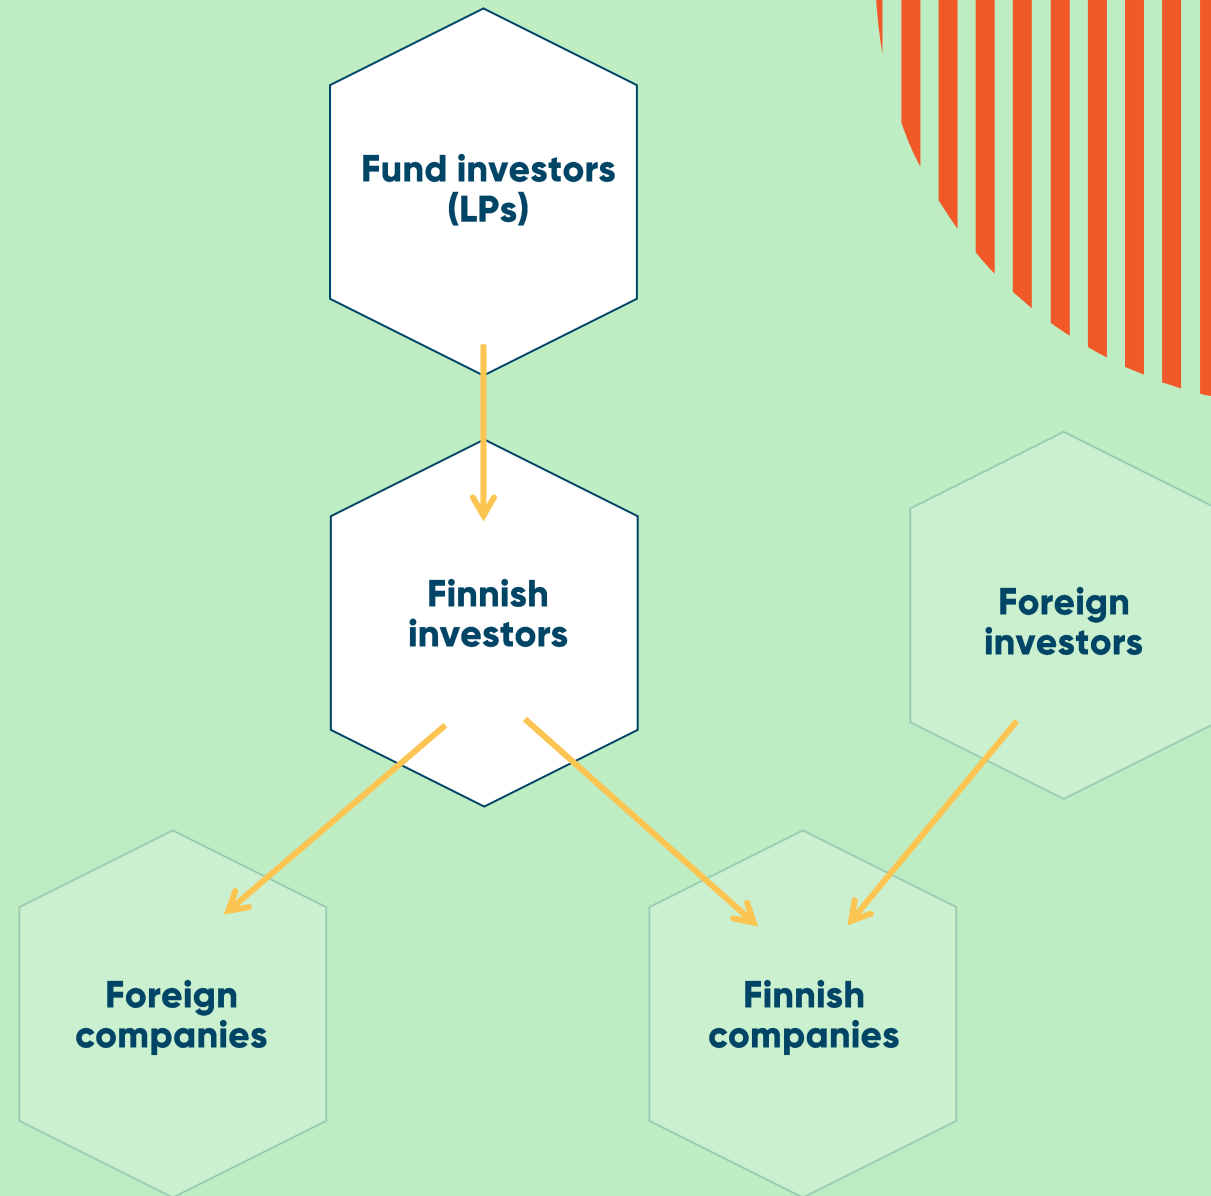 Fund investors
(LPs)
Finnish
investors
Foreign
investors
Foreign
companies
Finnish
companies